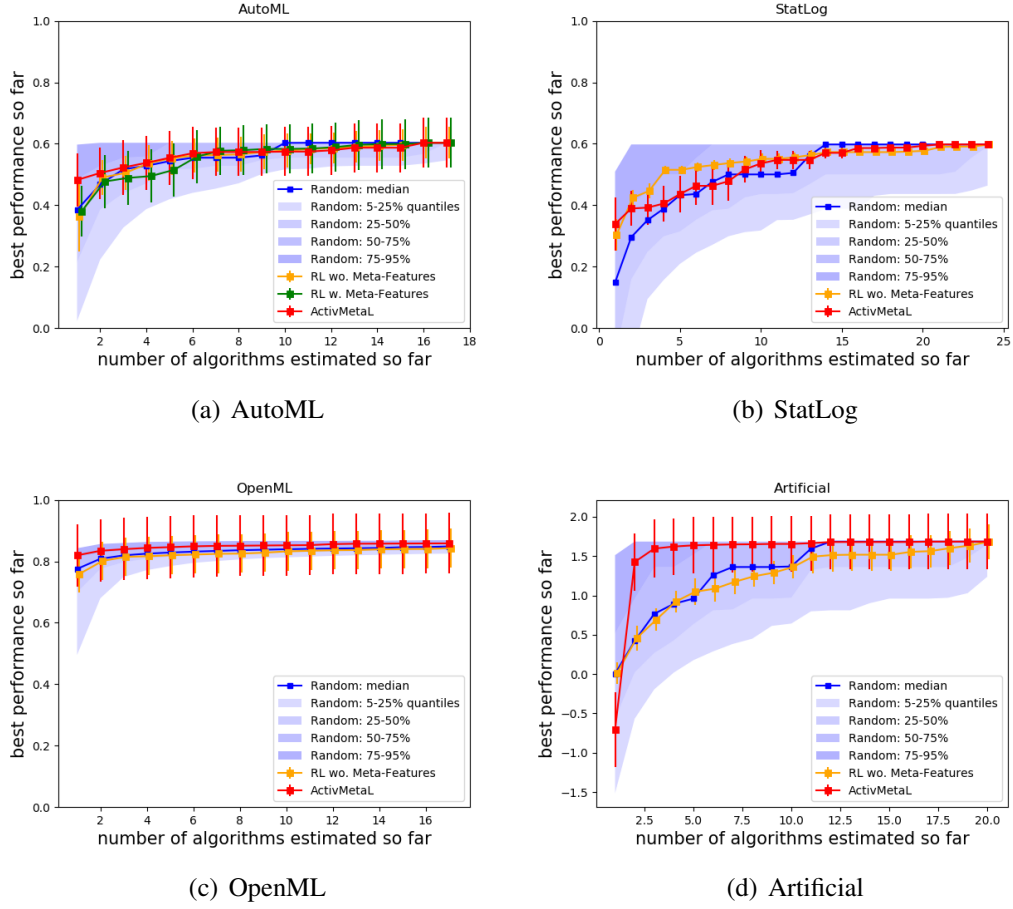 AutoML
best performance so far
1.0
0.8
0.6
0.4
0.2
0.0
Random: median
Random: 5-25% quantiles
Random: 25-50%
Random: 50-75%
Random: 75-95%
RL wo. Meta-Features
RL w. Meta-Features
ActivMetaL
2 4 6 8 10 12 14 16 18
number of algorithms estimated so far
(a) AutoML
StatLog
best performance so far
1.0
0.8
0.6
0.4
0.2
0.0
Random: median
Random: 5-25% quantiles
Random: 25-50%
Random: 50-75%
Random: 75-95%
RL wo. Meta-Features
ActivMetaL
0 5 10 15 20 25
number of algorithms estimated so far
(b) StatLog
OpenML
best performance so far
1.0
0.8
0.6
0.4
0.2
0.0
Random: median
Random: 5-25% quantiles
Random: 25-50%
Random: 50-75%
Random: 75-95%
RL wo. Meta-Features
ActivMetaL
2 4 6 8 10 12 14 16
number of algorithms estimated so far
(c) OpenML
Artificial
best performance so far
2.0
1.5
1.0
0.5
0.0
−0.5
−1.0
−1.5
Random: median
Random: 5-25% quantiles
Random: 25-50%
Random: 50-75%
Random: 75-95%
RL wo. Meta-Features
ActivMetaL
2.5 5.0 7.5 10.0 12.5 15.0 17.5 20.0
number of algorithms estimated so far
(d) Artificial